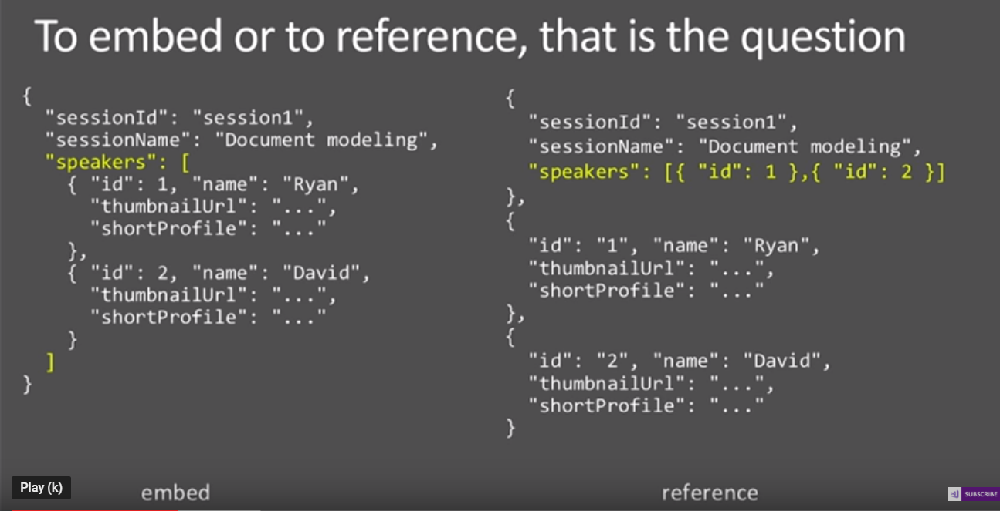 To embed or to reference, that is the question
{
"sessionId": "session1",
"sessionName": "Document modeling",
"speakers": [
{ "id": 1, "name": "Ryan",
"thumbnailUrl": "...",
"shortProfile": "..."
},
{ "id": 2, "name": "David",
"thumbnailUrl": "...",
"shortProfile": "..."
}
]
}
embed
{
"sessionId": "session1",
"sessionName": "Document modeling",
"speakers": [{ "id": 1 },{ "id": 2 }]
},
{
"id": "1", "name": "Ryan",
"thumbnailUrl": "...",
"shortProfile": "..."
},
{
"id": "2", "name": "David",
"thumbnailUrl": "...",
"shortProfile": "..."
}
reference
Play (k)
SUBSCRIBE